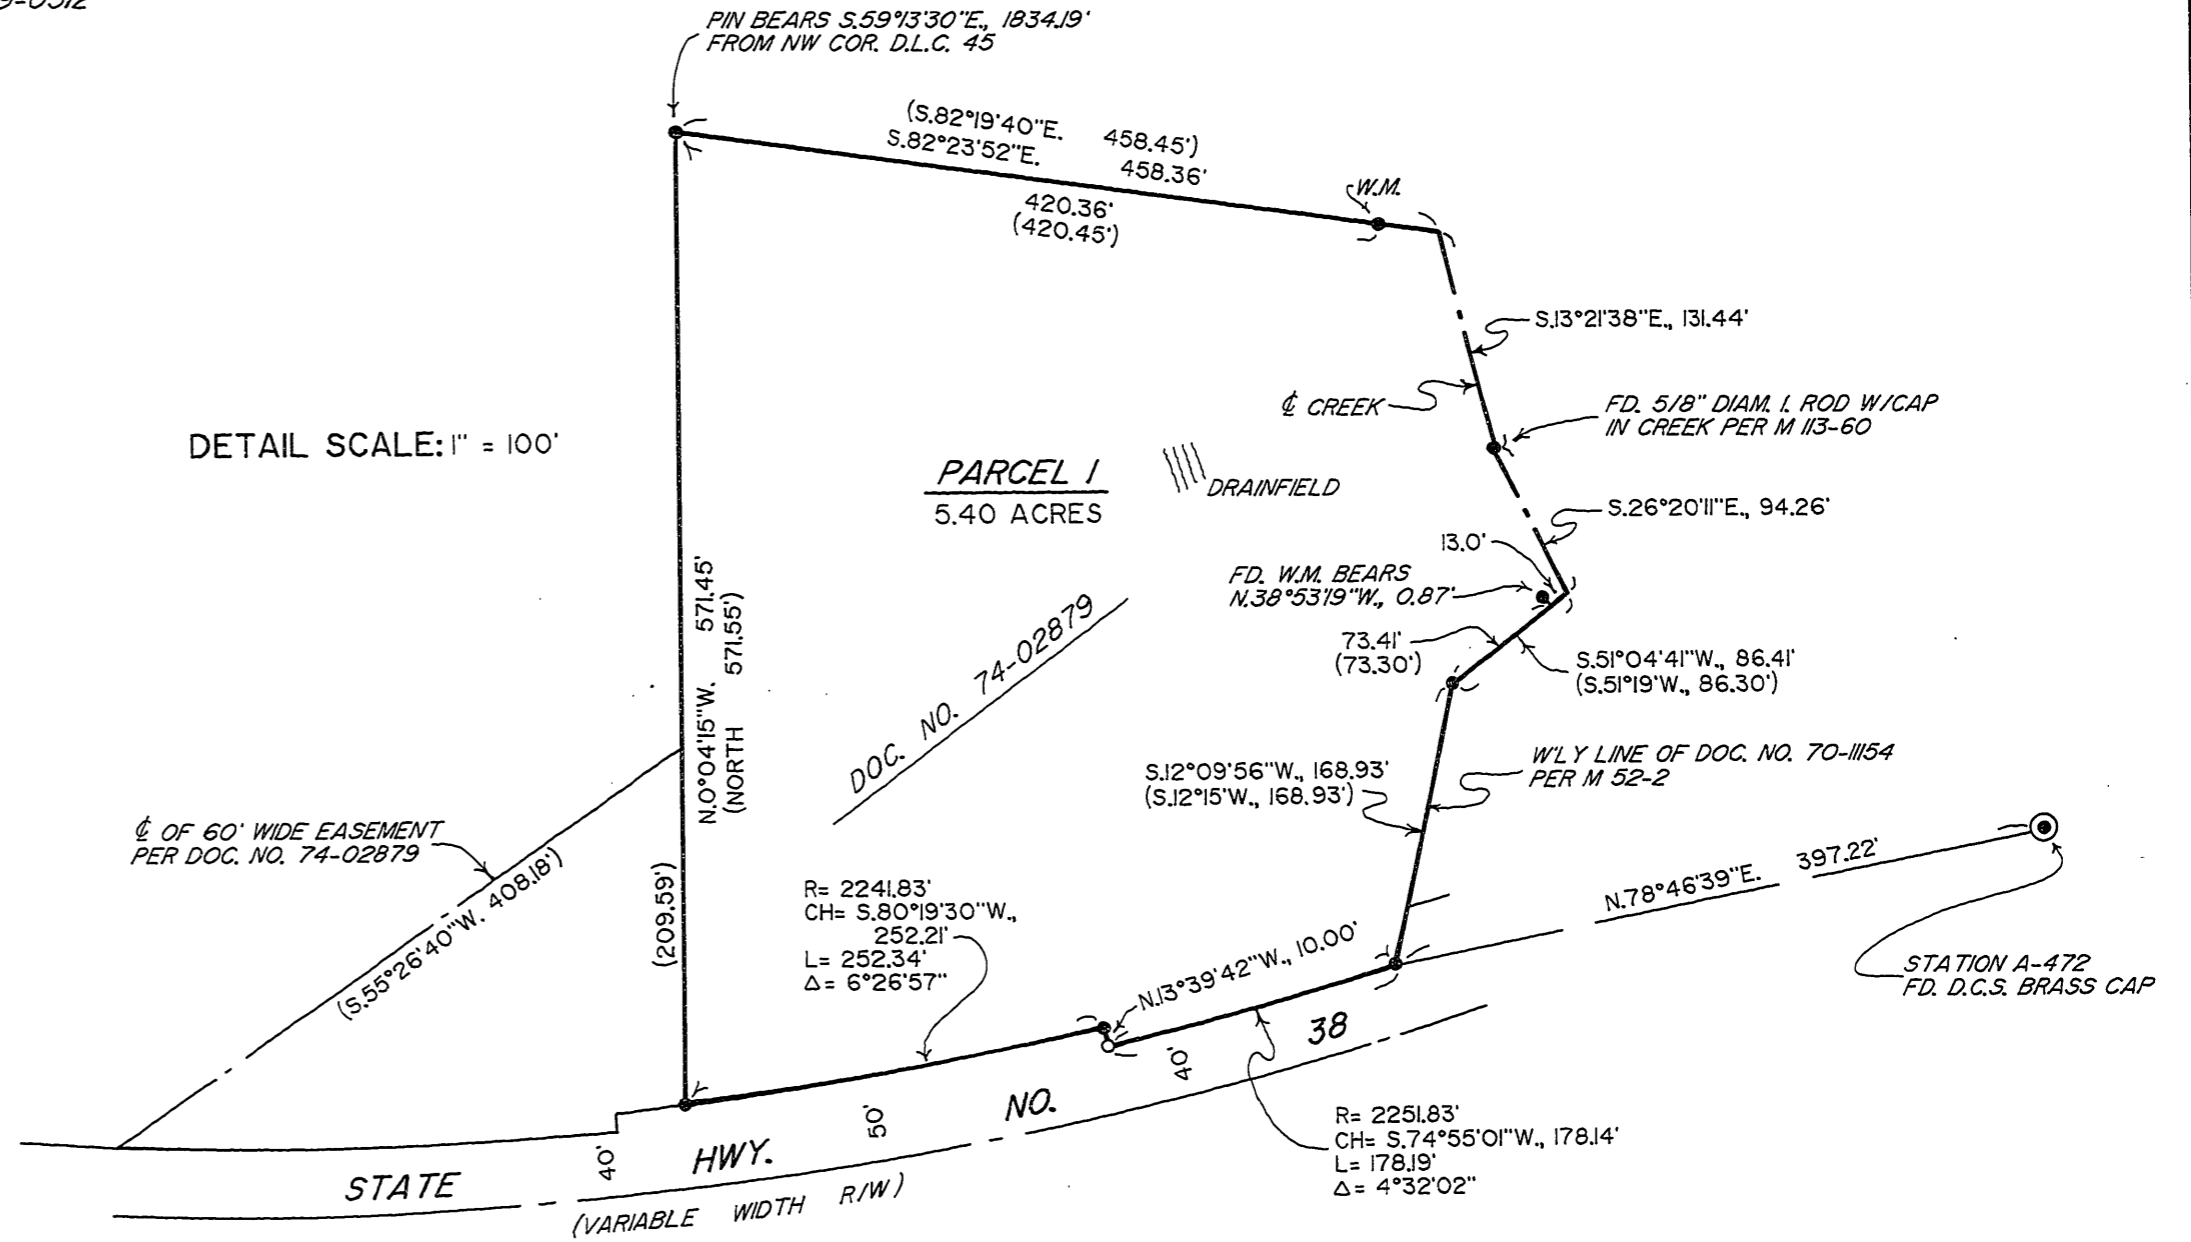 PIN BEARS S.59°13'30"E., 1834.19'
FROM NW COR. D.L.C. 45
(S.82°19'40"E. 458.45')
S.82°23'52"E. 458.36'
420.36'
(420.45')
W.M.
S.13°21'38"E., 131.44'
℄ CREEK
FD. 5/8" DIAM. I. ROD W/CAP
IN CREEK PER M 113-60
DETAIL SCALE: 1" = 100'
PARCEL 1
5.40 ACRES
DRAINFIELD
S.26°20'11"E., 94.26'
13.0'
FD. W.M. BEARS
N.38°53'19"W., 0.87'
73.41'
(73.30')
S.51°04'41"W., 86.41'
(S.51°19'W., 86.30')
N.0°04'15"W. 571.45'
(NORTH 571.55')
DOC. NO. 74-02879
S.12°09'56"W., 168.93'
(S.12°15'W., 168.93')
W'LY LINE OF DOC. NO. 70-11154
PER M 52-2
℄ OF 60' WIDE EASEMENT
PER DOC. NO. 74-02879
(S.55°26'40"W. 408.18')
(209.59')
R= 2241.83'
CH= S.80°19'30"W.,
252.21'
L= 252.34'
Δ= 6°26'57"
N.13°39'42"W., 10.00'
N.78°46'39"E. 397.22'
STATION A-472
FD. D.C.S. BRASS CAP
40'
50'
40'
STATE HWY. NO. 38
(VARIABLE WIDTH R/W)
R= 2251.83'
CH= S.74°55'01"W., 178.14'
L= 178.19'
Δ= 4°32'02"